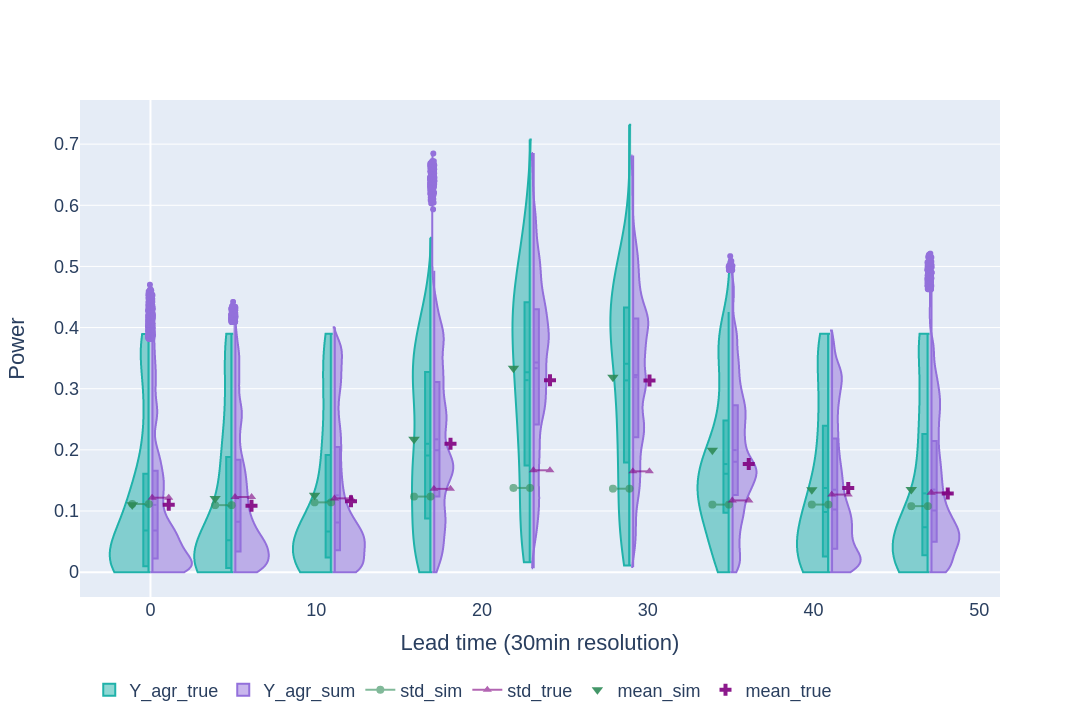 0.7
0.6
0.5
0.4
0.3
0.2
0.1
0
Power
0 10 20 30 40 50
Lead time (30min resolution)
Y_agr_true Y_agr_sum std_sim std_true mean_sim mean_true